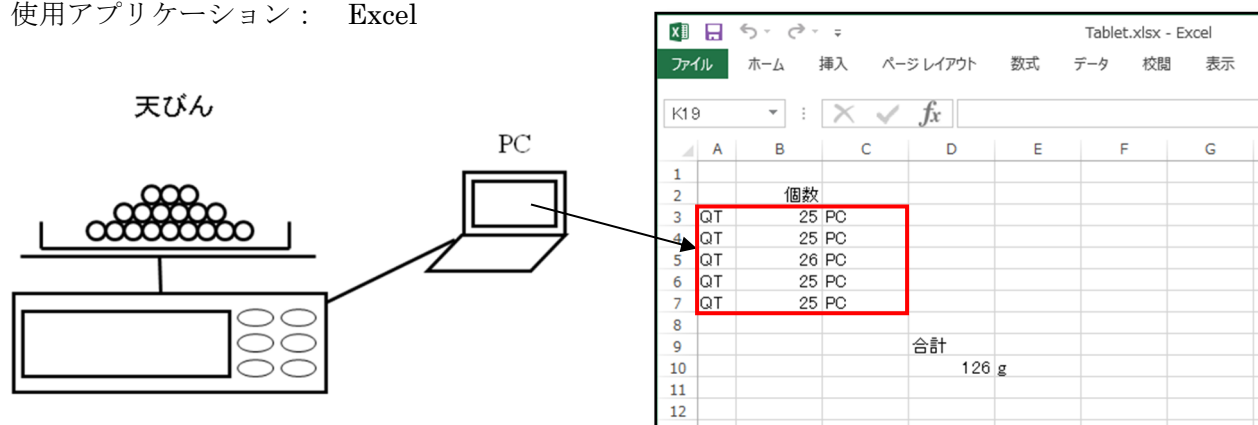 使用アプリケーション： Excel
天びん
PC
Tablet.xlsx - Excel
ファイル ホーム 挿入 ページ レイアウト 数式 データ 校閲 表示
K19 fx
A B C D E F G
1
2 個数
3 QT 25 PC
4 QT 25 PC
5 QT 26 PC
6 QT 25 PC
7 QT 25 PC
8
9 合計
10 126 g
11
12